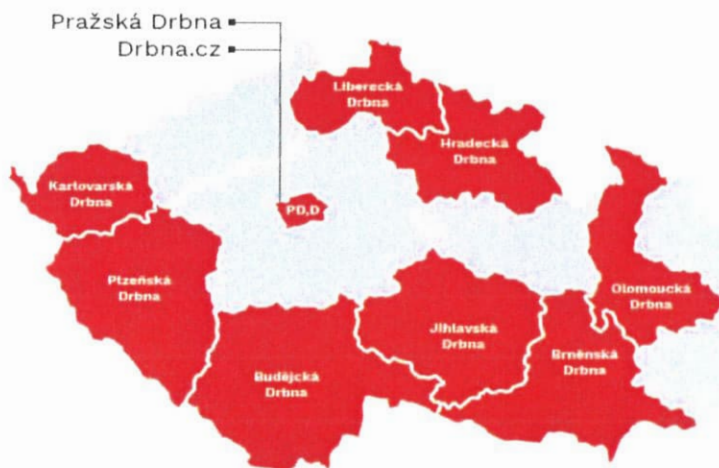 Pražská Drbna
Drbna.cz
Liberecká
Drbna
Hradecká
Drbna
Karlovarská
Drbna
PD,D
Plzeňská
Drbna
Olomoucká
Drbna
Jihlavská
Drbna
Brněnská
Drbna
Budějcká
Drbna